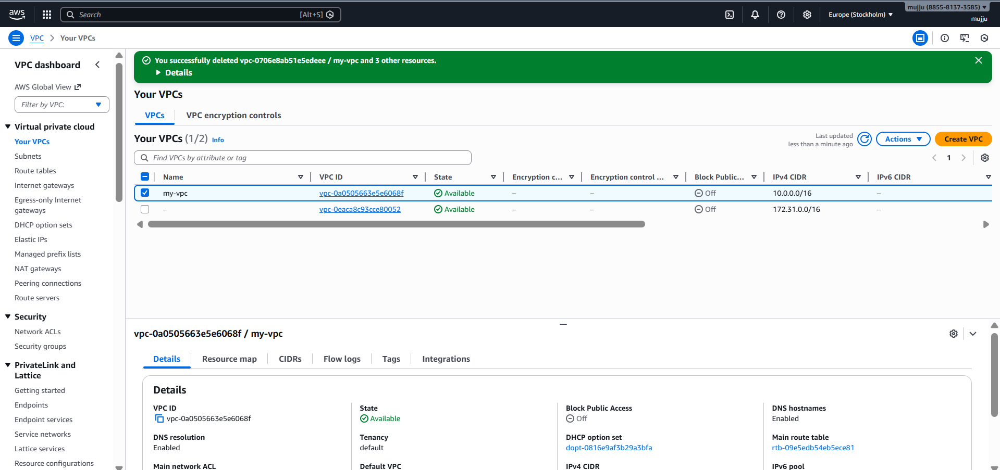 aws
Search
[Alt+S]
Europe (Stockholm)
mujju (8855-8137-3585)
mujju
VPC
Your VPCs
VPC dashboard
AWS Global View
Filter by VPC:
Virtual private cloud
Your VPCs
Subnets
Route tables
Internet gateways
Egress-only Internet
gateways
DHCP option sets
Elastic IPs
Managed prefix lists
NAT gateways
Peering connections
Route servers
Security
Network ACLs
Security groups
PrivateLink and
Lattice
Getting started
Endpoints
Endpoint services
Service networks
Lattice services
Resource configurations
You successfully deleted vpc-0706e8ab51e5edeee / my-vpc and 3 other resources.
Details
Your VPCs
VPCs
VPC encryption controls
Your VPCs (1/2) Info
Last updated
less than a minute ago
Actions
Create VPC
Find VPCs by attribute or tag
1
Name
VPC ID
State
Encryption c...
Encryption control ...
Block Public...
IPv4 CIDR
IPv6 CIDR
my-vpc
vpc-0a0505663e5e6068f
Available
–
–
Off
10.0.0.0/16
–
–
vpc-0eaca8c93cce80052
Available
–
–
Off
172.31.0.0/16
–
vpc-0a0505663e5e6068f / my-vpc
Details
Resource map
CIDRs
Flow logs
Tags
Integrations
Details
VPC ID
vpc-0a0505663e5e6068f
State
Available
Block Public Access
Off
DNS hostnames
Enabled
DNS resolution
Enabled
Tenancy
default
DHCP option set
dopt-0816e9af3b29a3bfa
Main route table
rtb-09e5edb54eb5ece81
Main network ACL
Default VPC
IPv4 CIDR
IPv6 pool